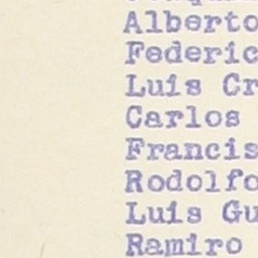 Alberto
Federic
Luis Cr
Carlos
Francis
Rodolfo
Luis Gu
Ramiro